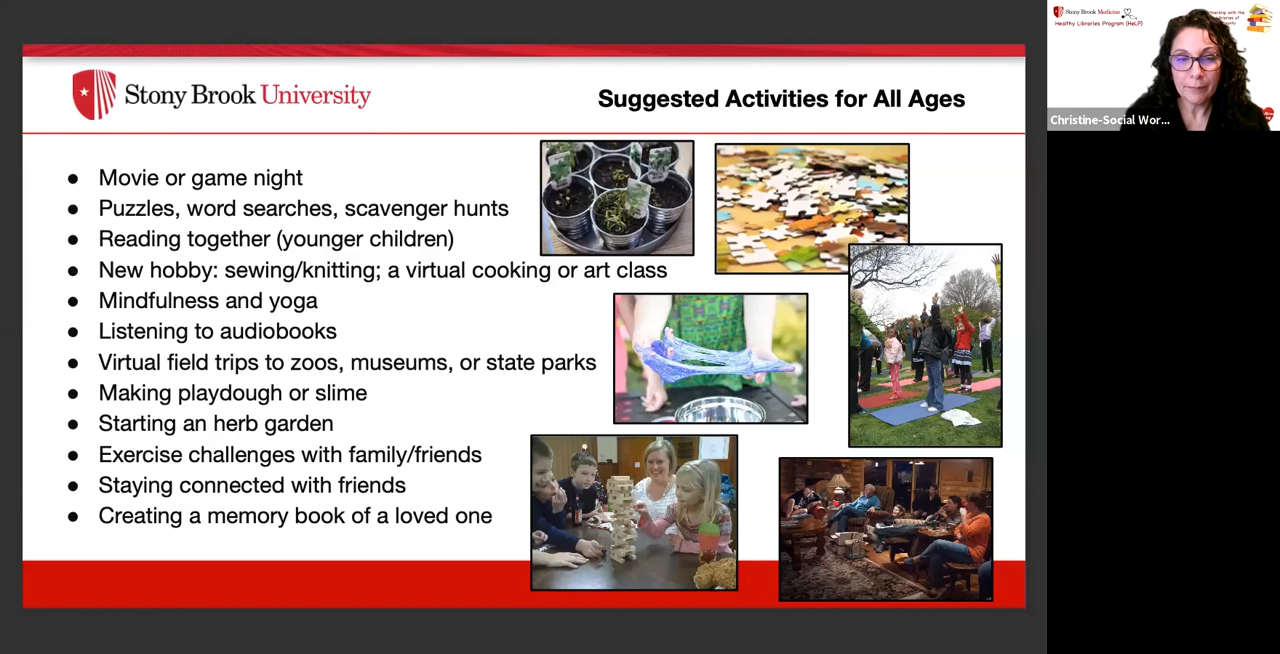 Stony Brook University
Suggested Activities for All Ages
● Movie or game night
● Puzzles, word searches, scavenger hunts
● Reading together (younger children)
● New hobby: sewing/knitting; a virtual cooking or art class
● Mindfulness and yoga
● Listening to audiobooks
● Virtual field trips to zoos, museums, or state parks
● Making playdough or slime
● Starting an herb garden
● Exercise challenges with family/friends
● Staying connected with friends
● Creating a memory book of a loved one
Stony Brook Medicine
Healthy Libraries Program (HeLP)
with the
Christine-Social Wor...